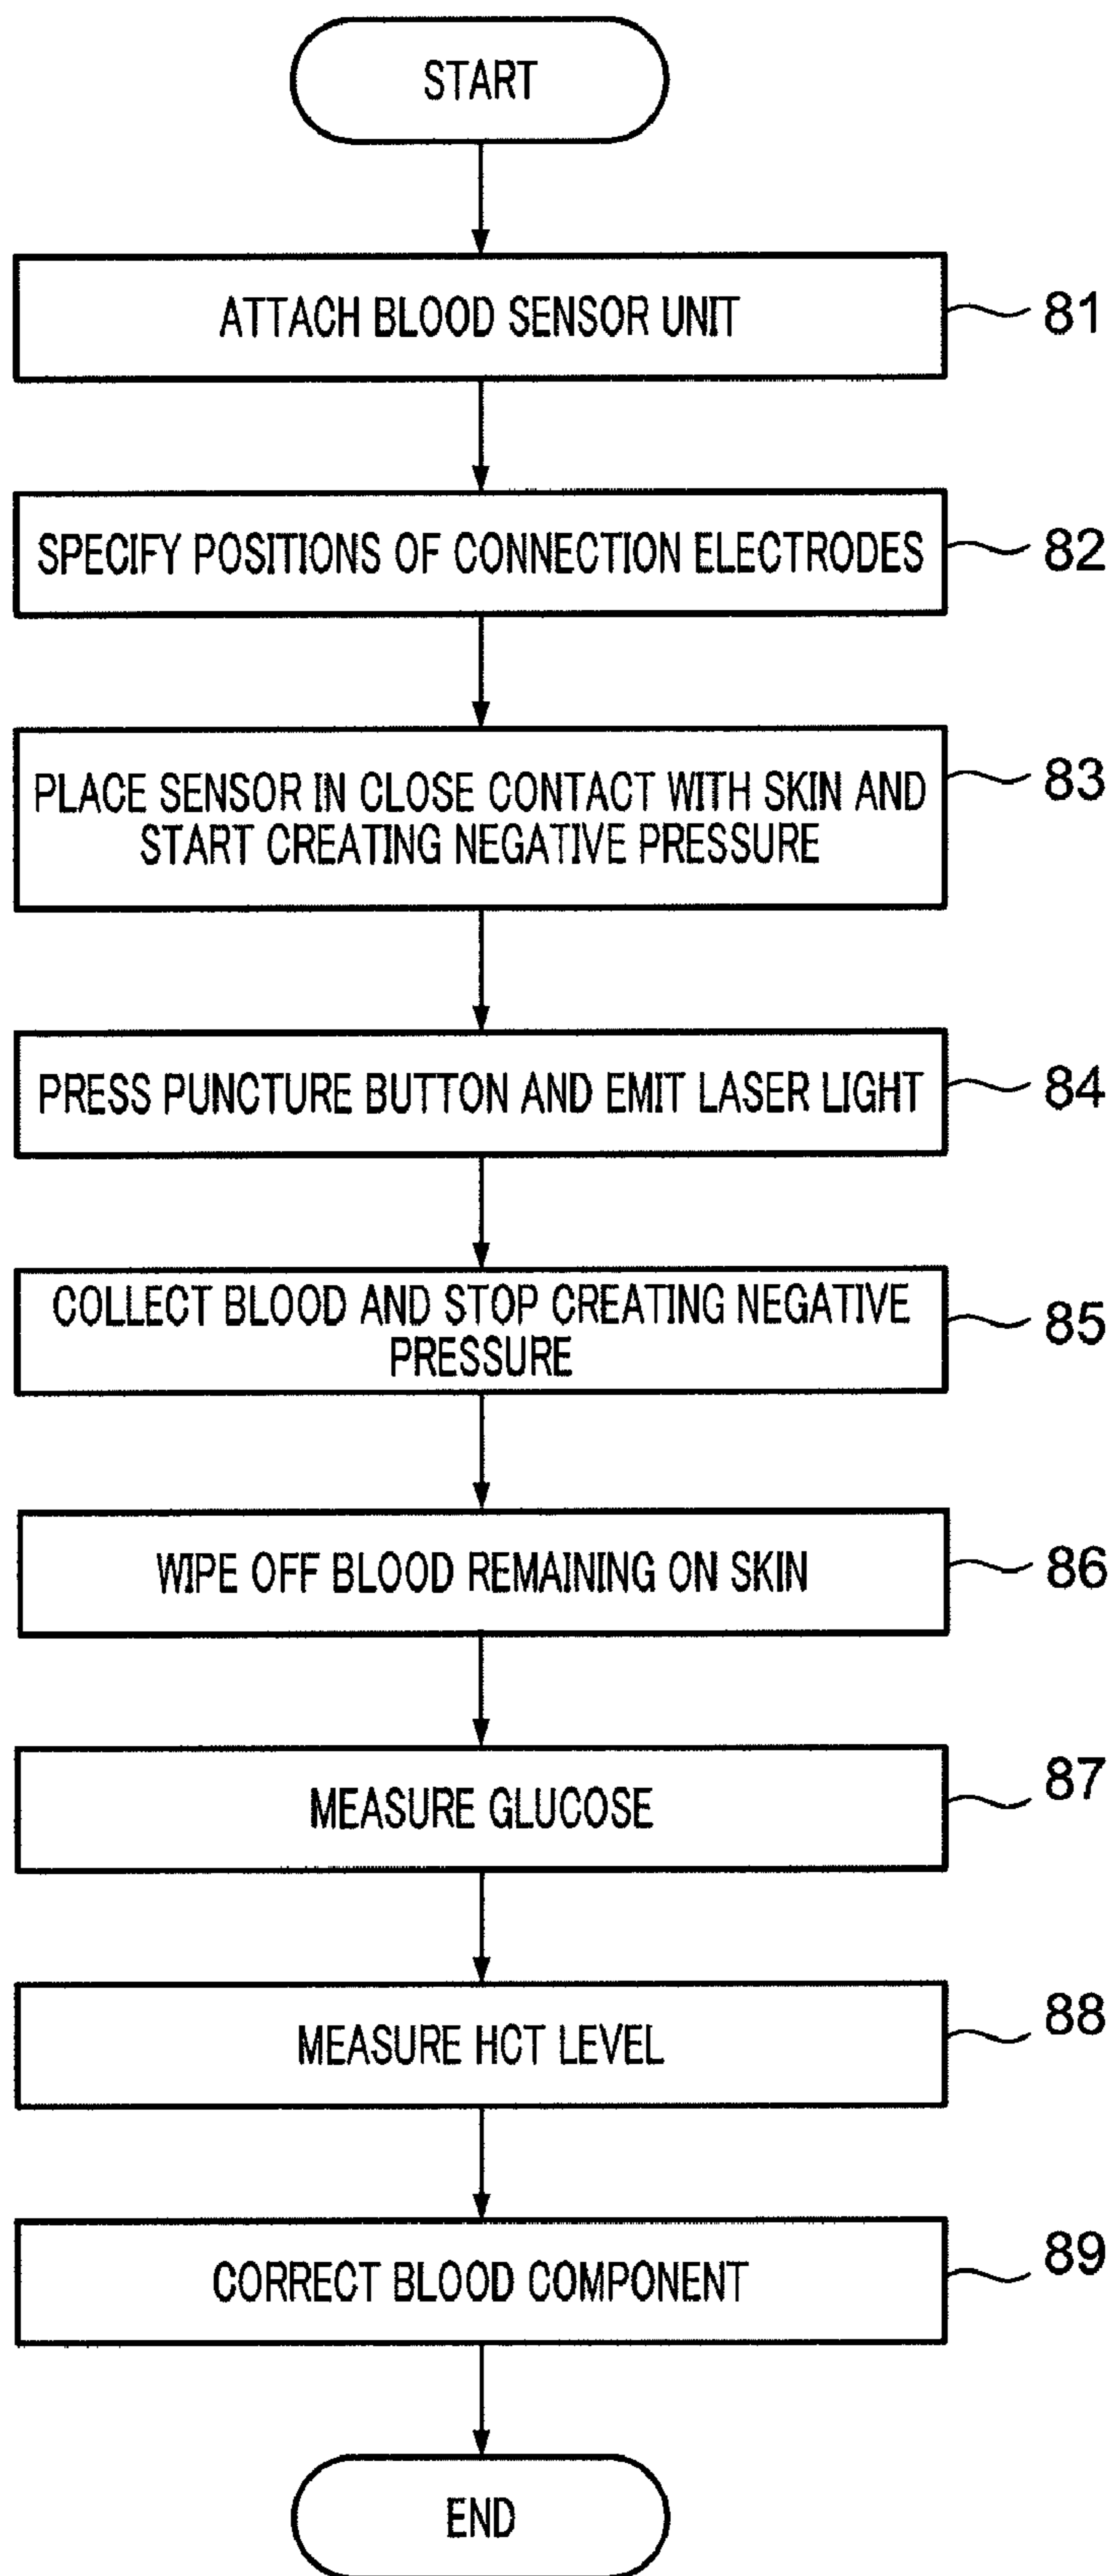 START
ATTACH BLOOD SENSOR UNIT
81
SPECIFY POSITIONS OF CONNECTION ELECTRODES
82
PLACE SENSOR IN CLOSE CONTACT WITH SKIN AND
START CREATING NEGATIVE PRESSURE
83
PRESS PUNCTURE BUTTON AND EMIT LASER LIGHT
84
COLLECT BLOOD AND STOP CREATING NEGATIVE
PRESSURE
85
WIPE OFF BLOOD REMAINING ON SKIN
86
MEASURE GLUCOSE
87
MEASURE HCT LEVEL
88
CORRECT BLOOD COMPONENT
89
END